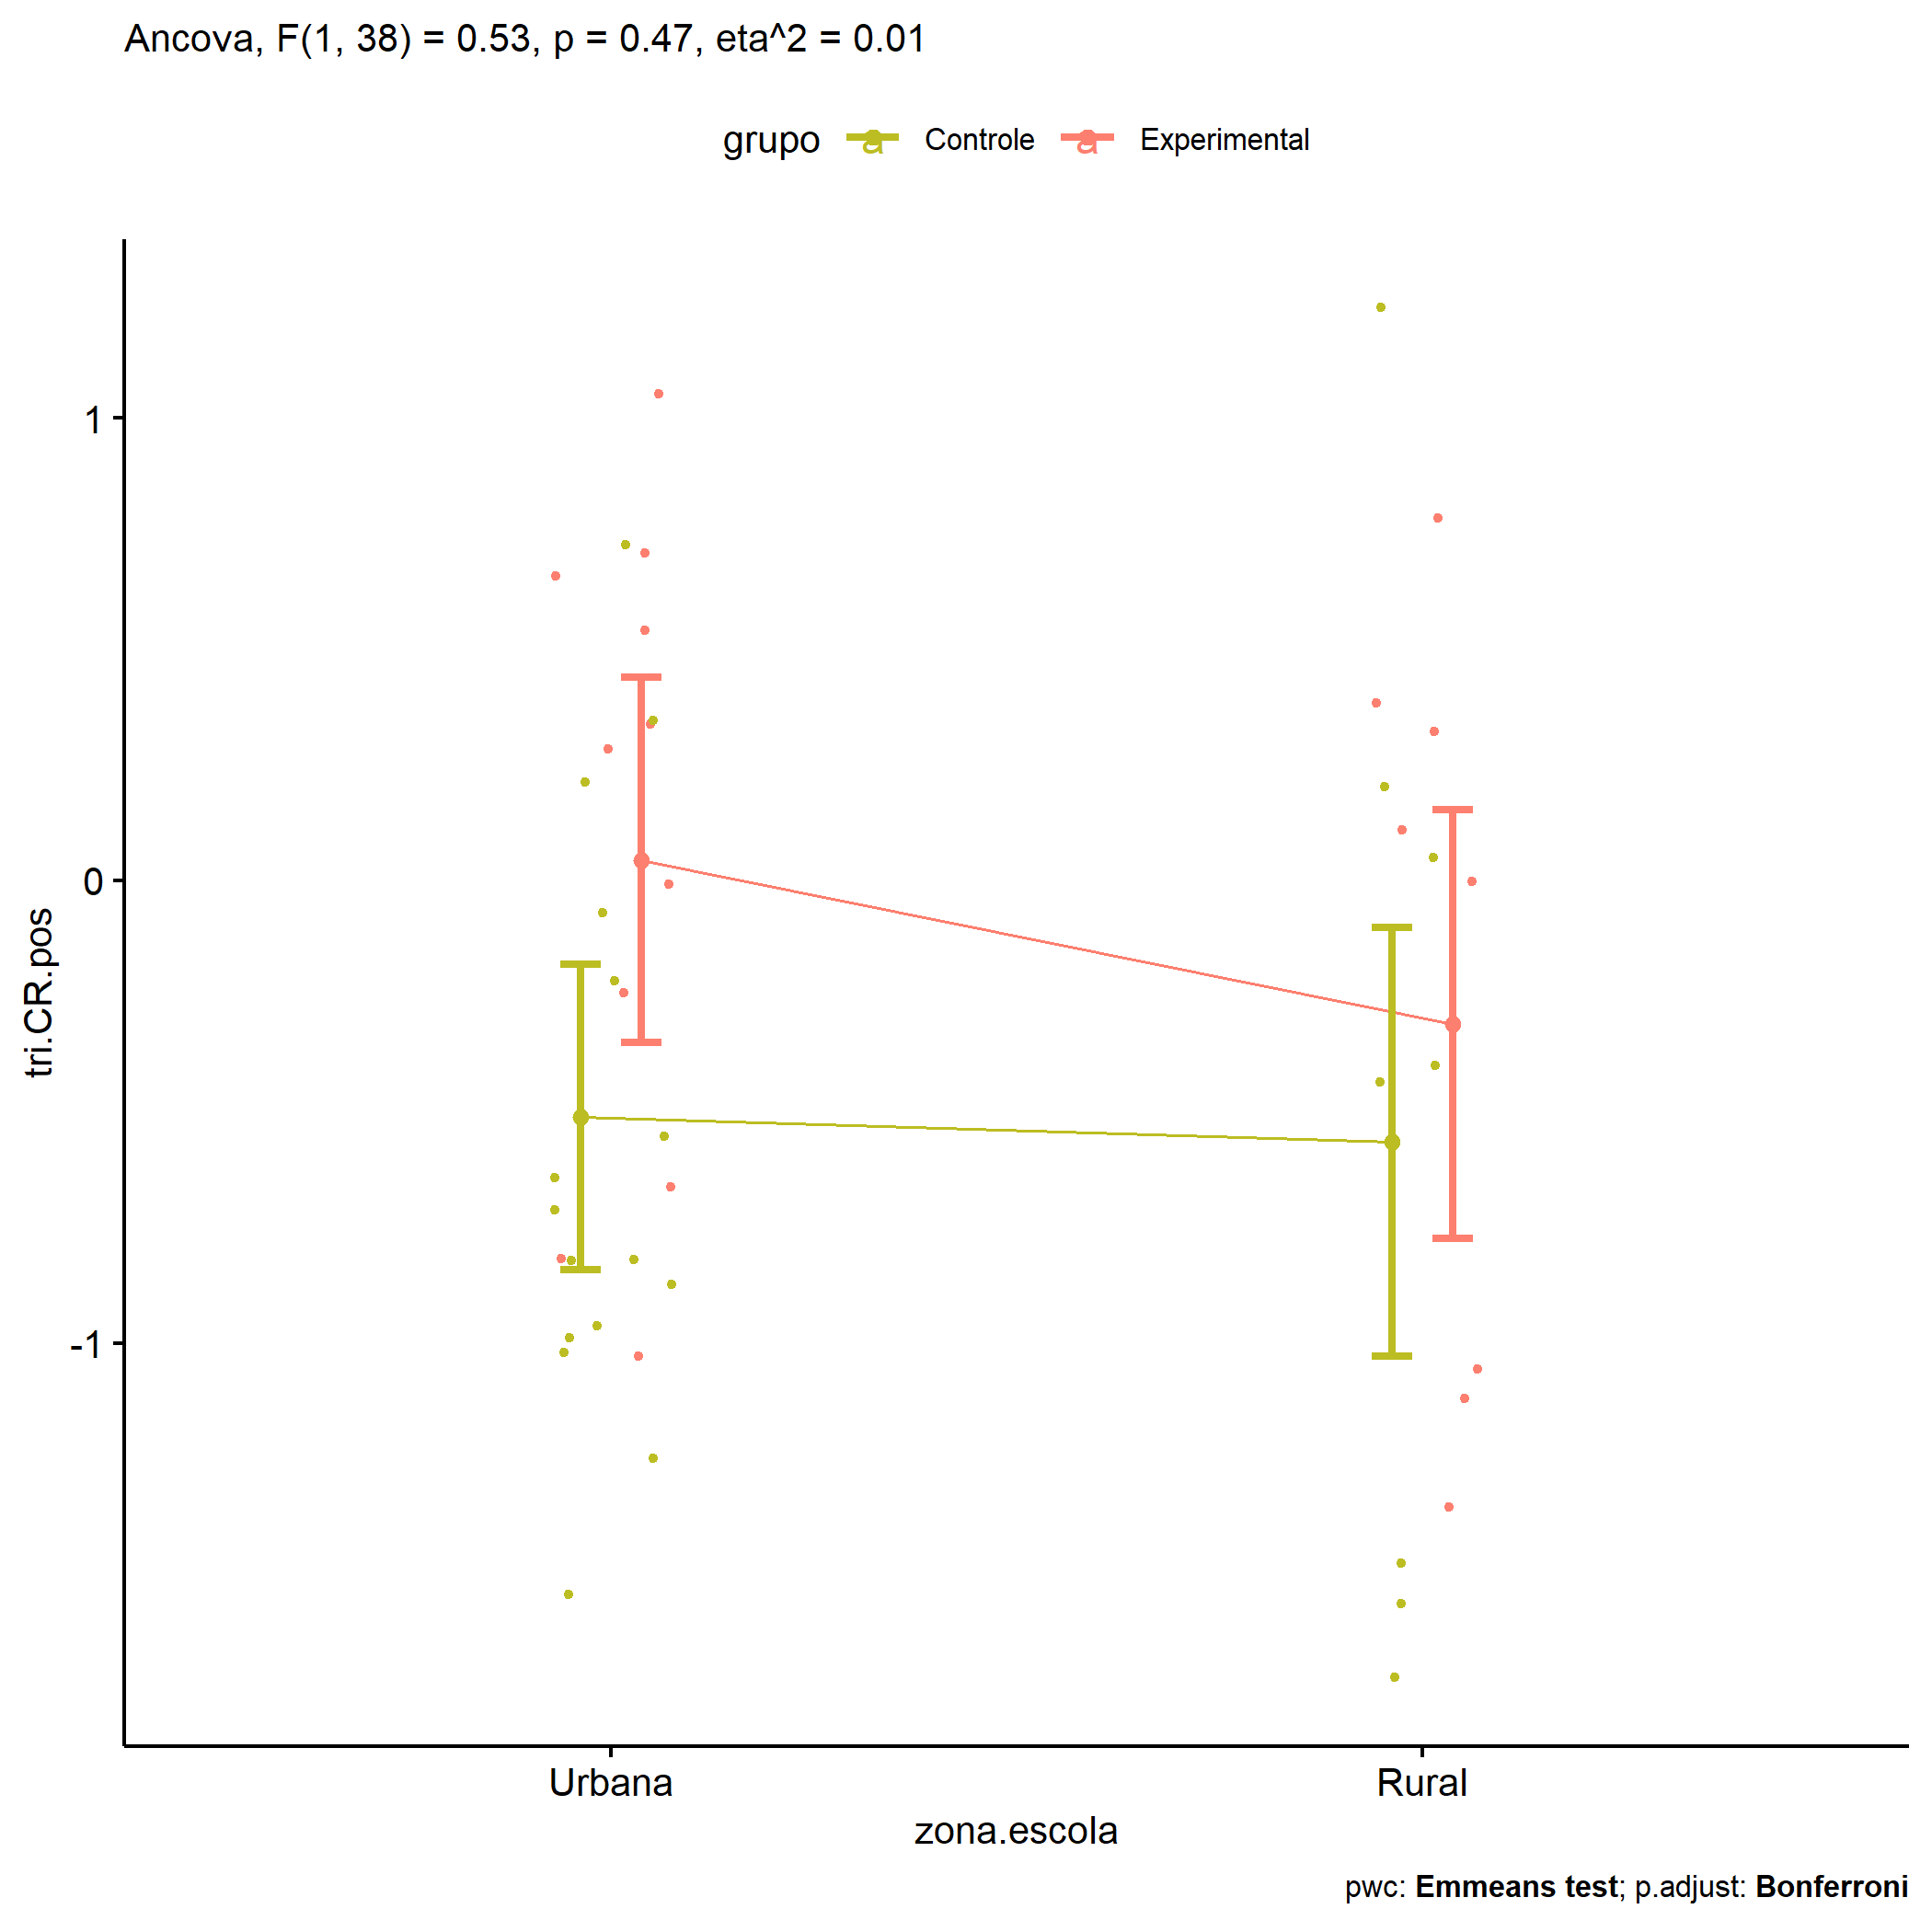 Ancova, F(1, 38) = 0.53, p = 0.47, eta^2 = 0.01
grupo a Controle a Experimental
1
0
-1
tri.CR.pos
Urbana Rural
zona.escola
pwc: Emmeans test; p.adjust: Bonferroni